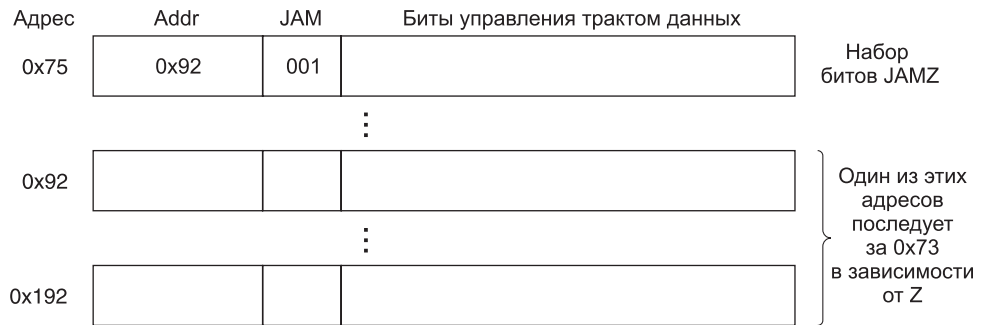 Адрес Addr JAM Биты управления трактом данных
0x75 0x92 001
Набор
битов JAMZ
0x92
Один из этих
адресов
последует
за 0x73
в зависимости
от Z
0x192